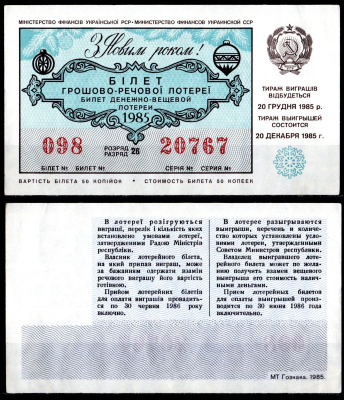 МІНІСТЕРСТВО ФІНАНСІВ УКРАЇНСЬКОЇ РСР • МИНИСТЕРСТВО ФИНАНСОВ УКРАИНСКОЙ ССР
З Новим роком!
БІЛЕТ
ГРОШОВО-РЕЧОВОЇ ЛОТЕРЕЇ
БИЛЕТ ДЕНЕЖНО-ВЕЩЕВОЙ
ЛОТЕРЕИ
1985
098 РОЗРЯД РАЗРЯД 2Б 20767
БІЛЕТ № БИЛЕТ № СЕРІЯ № СЕРИЯ №
ВАРТІСТЬ БІЛЕТА 50 КОПІЙОК • СТОИМОСТЬ БИЛЕТА 50 КОПЕЕК
ТИРАЖ ВИГРАШІВ
ВІДБУДЕТЬСЯ
20 ГРУДНЯ 1985 р.
ТИРАЖ ВЫИГРЫШЕЙ
СОСТОИТСЯ
20 ДЕКАБРЯ 1985 г.
В лотереї розігруються
виграші, перелік і кількість яких
встановлено умовами лотереї,
затвердженими Радою Міністрів
республіки.
Власник лотерейного білета,
на який припав виграш, може
за бажанням одержати взамін
речового виграшу його вартість
готівкою.
Прийом лотерейних білетів
для оплати виграшів провадить-
ся по 30 червня 1986 року
включно.
В лотерее разыгрываются
выигрыши, перечень и количе-
ство которых установлены усло-
виями лотереи, утвержденными
Советом Министров республики.
Владелец выигравшего лоте-
рейного билета может по жела-
нию получить взамен вещевого
выигрыша его стоимость налич-
ными деньгами.
Прием лотерейных билетов
для оплаты выигрышей произ-
водится по 30 июня 1986 года
включительно.
МТ Гознака. 1985.